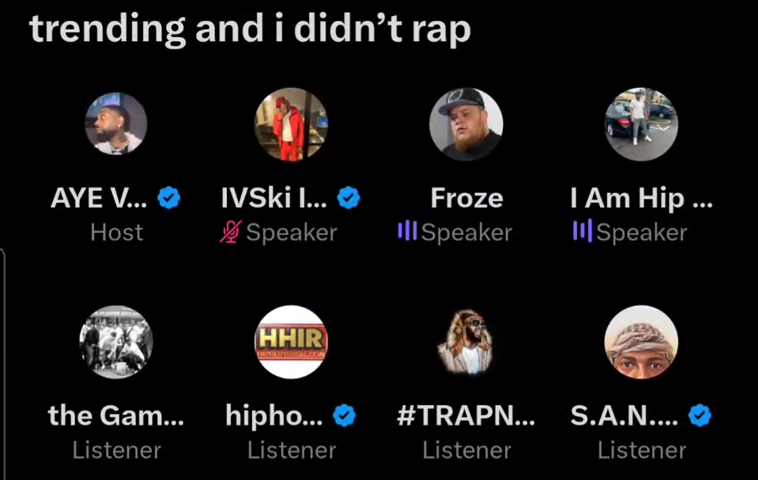 trending and i didn’t rap
AYE V... IVSki I... Froze I Am Hip ...
Host Speaker Speaker Speaker
HHIR
the Gam... hipho... #TRAPN... S.A.N....
Listener Listener Listener Listener